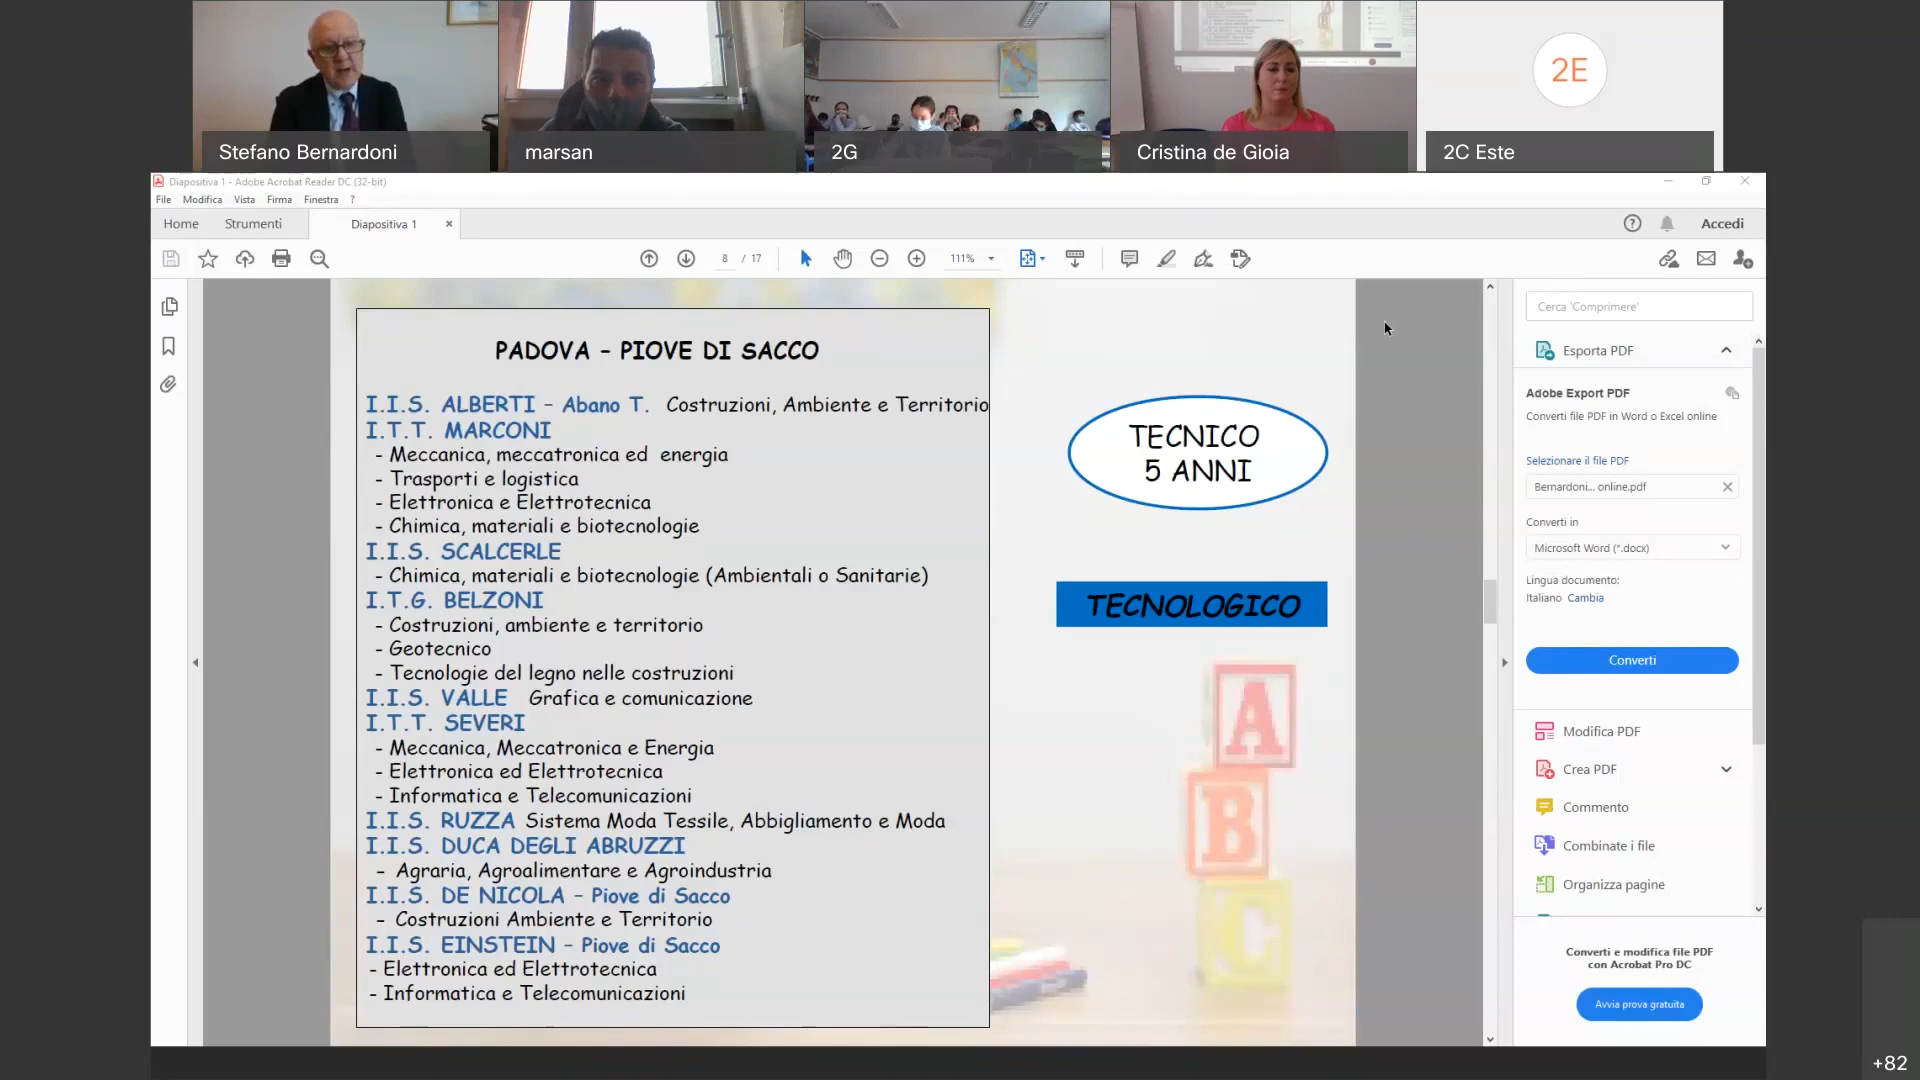 2E
Stefano Bernardoni
marsan
2G
Cristina de Gioia
2C Este
Diapositiva 1 - Adobe Acrobat Reader DC (32-bit)
File Modifica Vista Firma Finestra ?
Home Strumenti Diapositiva 1 × Accedi
8 / 17 111%
PADOVA - PIOVE DI SACCO
I.I.S. ALBERTI - Abano T. Costruzioni, Ambiente e Territorio
I.T.T. MARCONI
- Meccanica, meccatronica ed energia
- Trasporti e logistica
- Elettronica e Elettrotecnica
- Chimica, materiali e biotecnologie
I.I.S. SCALCERLE
- Chimica, materiali e biotecnologie (Ambientali o Sanitarie)
I.T.G. BELZONI
- Costruzioni, ambiente e territorio
- Geotecnico
- Tecnologie del legno nelle costruzioni
I.I.S. VALLE Grafica e comunicazione
I.T.T. SEVERI
- Meccanica, Meccatronica e Energia
- Elettronica ed Elettrotecnica
- Informatica e Telecomunicazioni
I.I.S. RUZZA Sistema Moda Tessile, Abbigliamento e Moda
I.I.S. DUCA DEGLI ABRUZZI
- Agraria, Agroalimentare e Agroindustria
I.I.S. DE NICOLA - Piove di Sacco
- Costruzioni Ambiente e Territorio
I.I.S. EINSTEIN - Piove di Sacco
- Elettronica ed Elettrotecnica
- Informatica e Telecomunicazioni
TECNICO
5 ANNI
TECNOLOGICO
A
B
C
Cerca 'Comprimere'
Esporta PDF
Adobe Export PDF
Converti file PDF in Word o Excel online
Selezionare il file PDF
Bernardoni... online.pdf
Converti in
Microsoft Word (*.docx)
Lingua documento:
Italiano Cambia
Converti
Modifica PDF
Crea PDF
Commento
Combinate i file
Organizza pagine
Converti e modifica file PDF
con Acrobat Pro DC
Avvia prova gratuita
+82